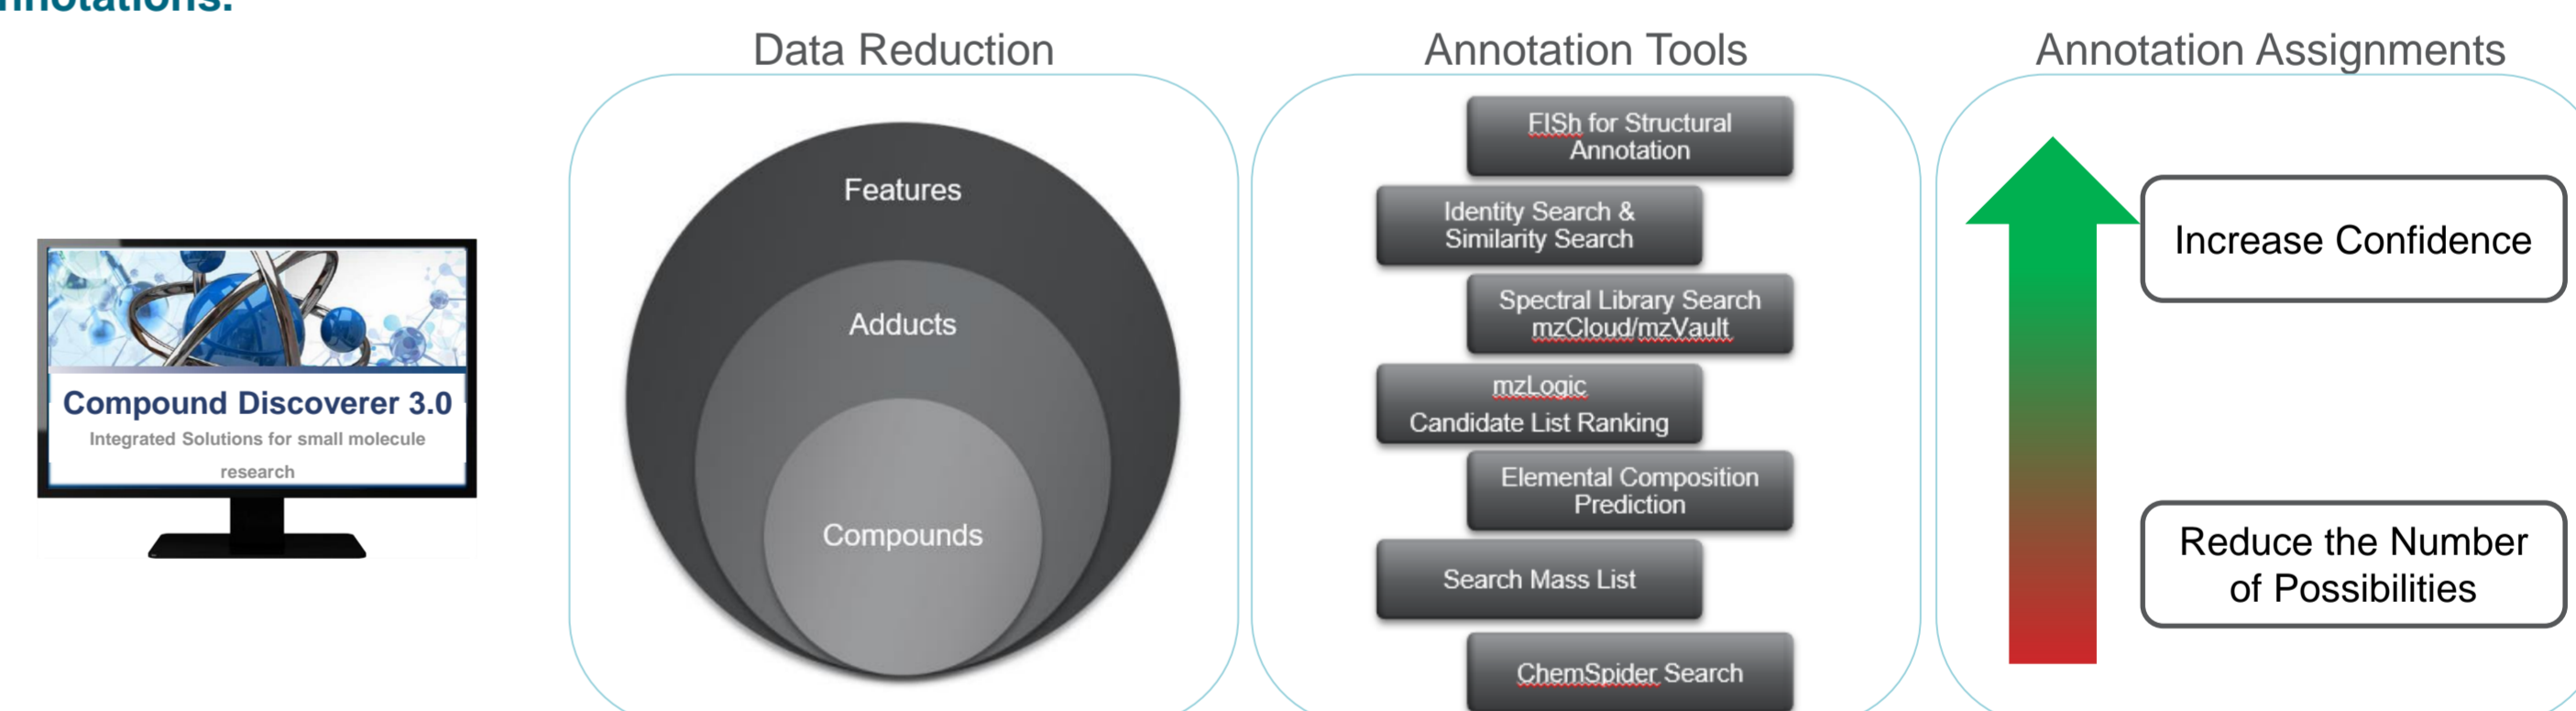 nnotations.
Data Reduction
Annotation Tools
Annotation Assignments
Compound Discoverer 3.0
Integrated Solutions for small molecule
research
Features
Adducts
Compounds
FISh for Structural
Annotation
Identity Search &
Similarity Search
Spectral Library Search
mzCloud/mzVault
mzLogic
Candidate List Ranking
Elemental Composition
Prediction
Search Mass List
ChemSpider Search
Increase Confidence
Reduce the Number
of Possibilities